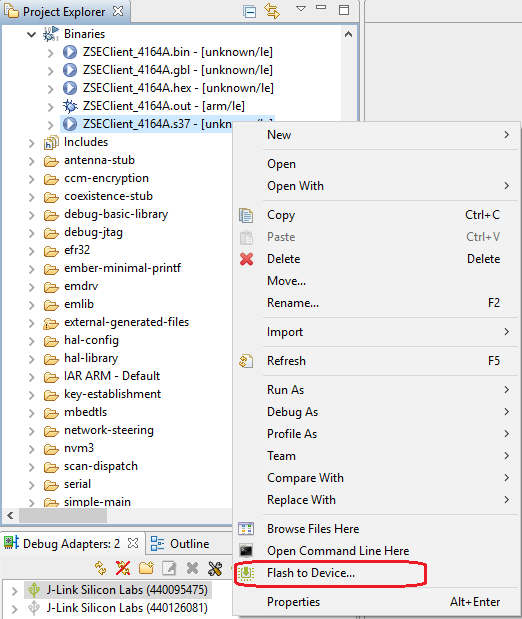 Project Explorer
Binaries
ZSEClient_4164A.bin - [unknown/le]
ZSEClient_4164A.gbl - [unknown/le]
ZSEClient_4164A.hex - [unknown/le]
ZSEClient_4164A.out - [arm/le]
ZSEClient_4164A.s37 - [unknown/le]
Includes
antenna-stub
ccm-encryption
coexistence-stub
debug-basic-library
debug-jtag
efr32
ember-minimal-printf
emdrv
emlib
external-generated-files
hal-config
hal-library
IAR ARM - Default
key-establishment
mbedtls
network-steering
nvm3
scan-dispatch
serial
simple-main
New
Open
Open With
Copy Ctrl+C
Paste Ctrl+V
Delete Delete
Move...
Rename... F2
Import
Refresh F5
Run As
Debug As
Profile As
Team
Compare With
Replace With
Browse Files Here
Open Command Line Here
Flash to Device...
Properties Alt+Enter
Debug Adapters: 2 Outline
J-Link Silicon Labs (440095475)
J-Link Silicon Labs (440126081)